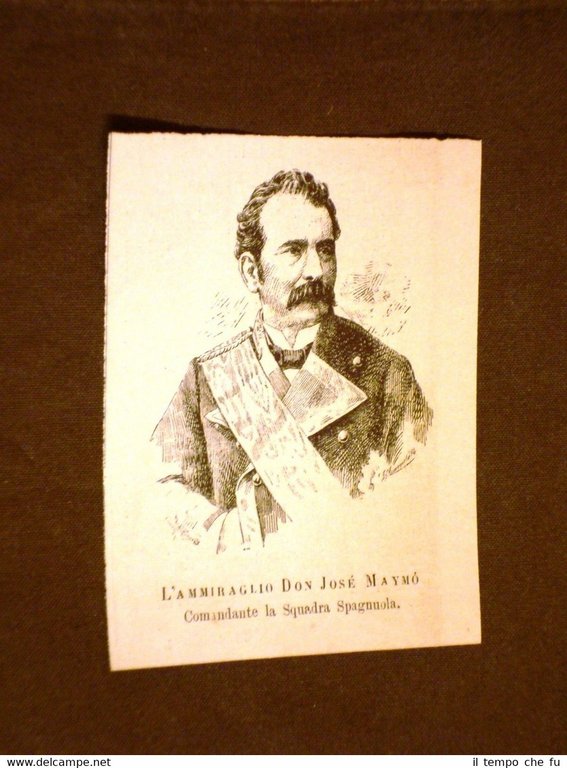 L'AMMIRAGLIO DON JOSÉ MAYMÓ
Comandante la Squadra Spagnuola.
www.delcampe.net
il tempo che fu